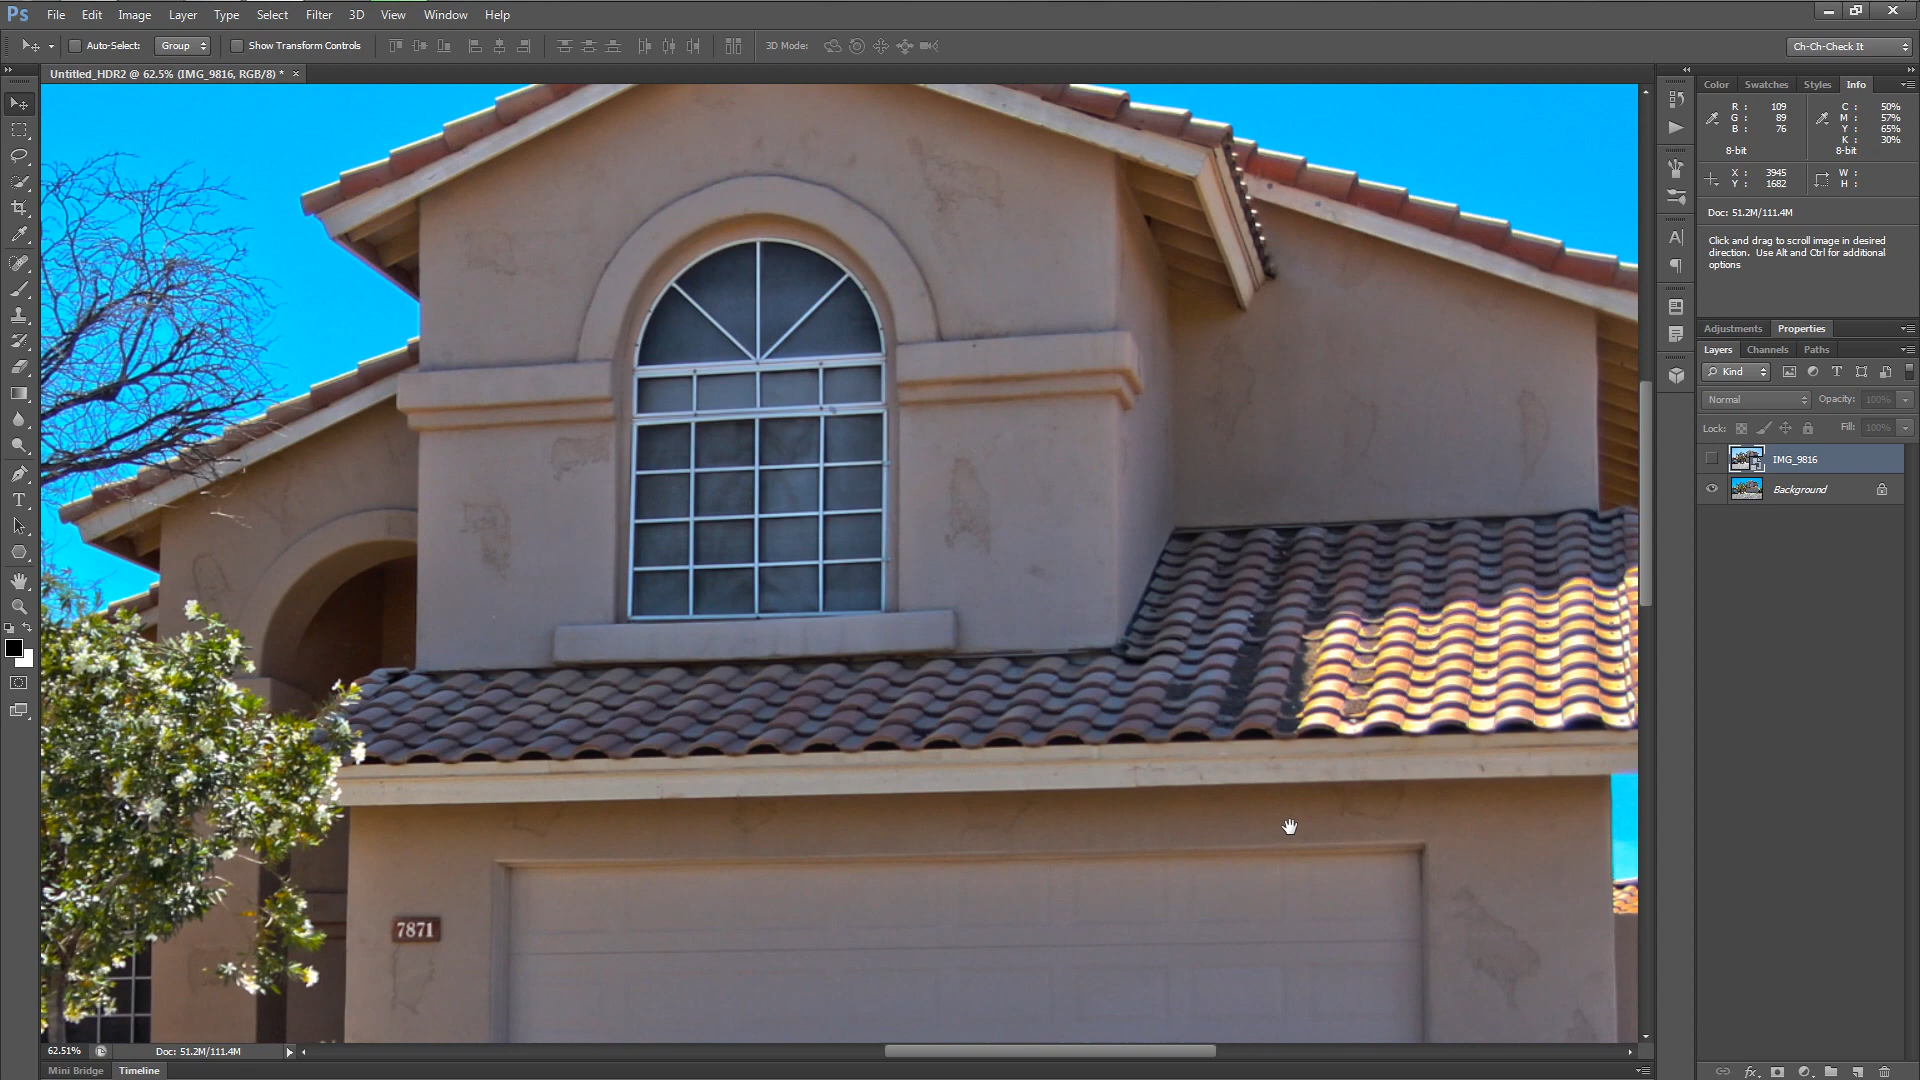 Ps File Edit Image Layer Type Select Filter 3D View Window Help
Auto-Select: Group Show Transform Controls 3D Mode: Ch-Ch-Check It
Untitled_HDR2 @ 62.5% (IMG_9816, RGB/8) * ×
Color Swatches Styles Info
R : 109 C : 50%
G : 89 M : 57%
B : 76 Y : 65%
K : 30%
8-bit 8-bit
X : 3945 W :
Y : 1682 H :
Doc: 51.2M/111.4M
Click and drag to scroll image in desired
direction. Use Alt and Ctrl for additional
options
Adjustments Properties
Layers Channels Paths
Kind
Normal Opacity: 100%
Lock: Fill: 100%
IMG_9816
Background
7871
62.51% Doc: 51.2M/111.4M
Mini Bridge Timeline